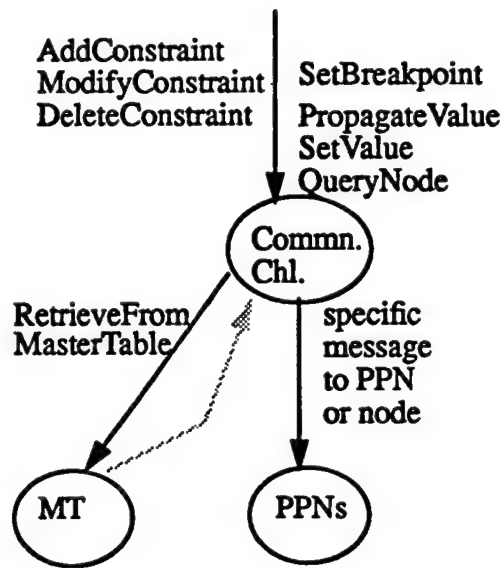 AddConstraint
ModifyConstraint
DeleteConstraint
SetBreakpoint
PropagateValue
SetValue
QueryNode
Commn.
Chl.
RetrieveFrom
MasterTable
specific
message
to PPN
or node
MT
PPNs